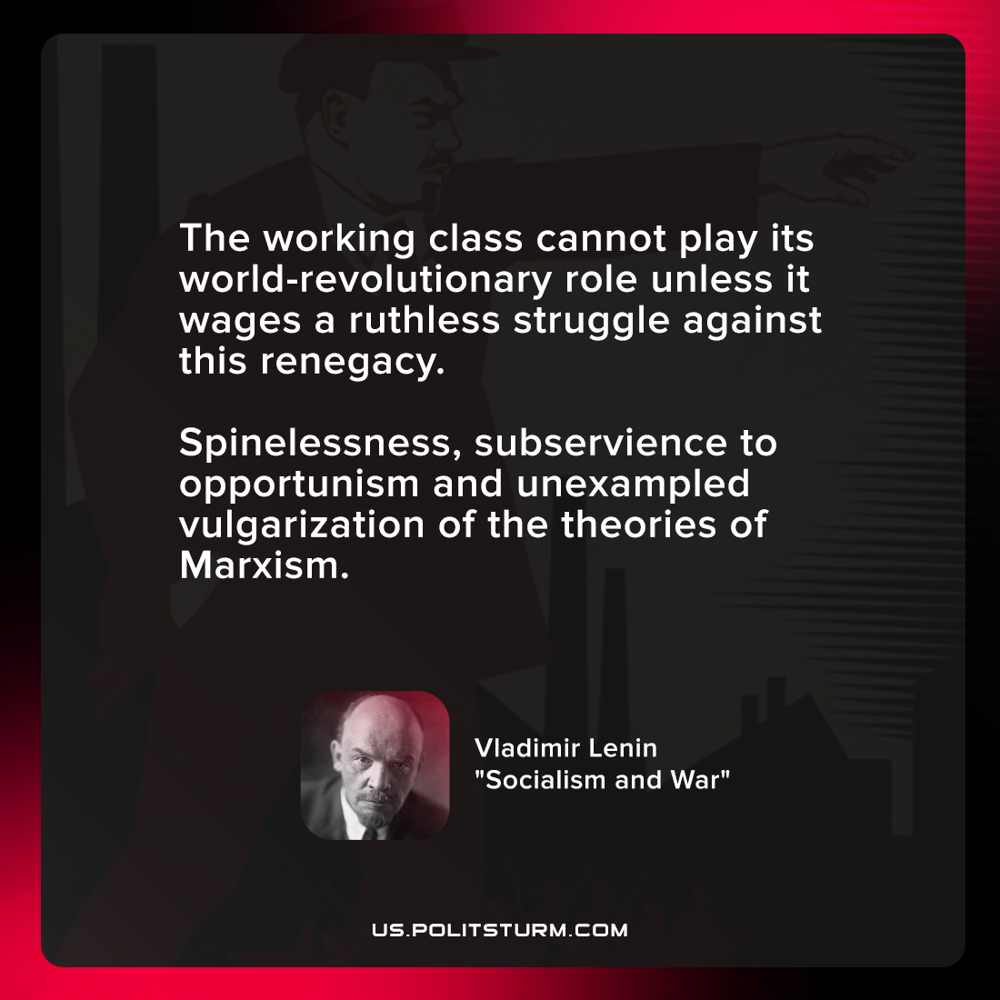 The working class cannot play its
world-revolutionary role unless it
wages a ruthless struggle against
this renegacy.
Spinelessness, subservience to
opportunism and unexampled
vulgarization of the theories of
Marxism.
Vladimir Lenin
"Socialism and War"
US.POLITSTURM.COM